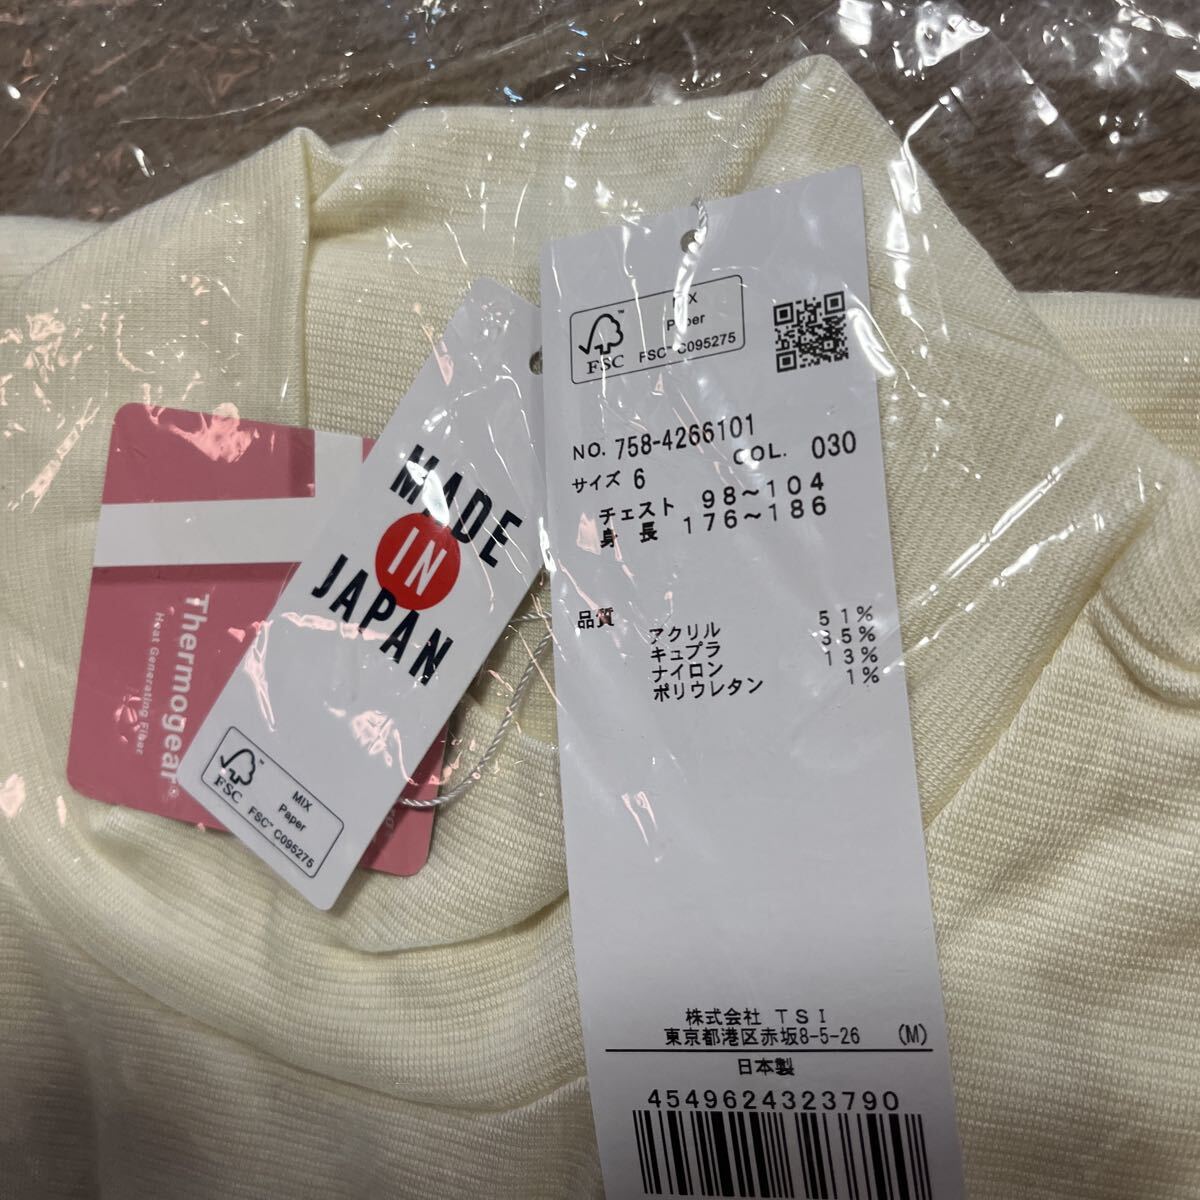 Thermogear®
Heat Generating Fiber
MADE
IN
JAPAN
FSC
MIX
Paper
FSC™ C095275
™
FSC
MIX
Paper
FSC™ C095275
NO. 758-4266101
COL. 030
サイズ 6
チェスト 98～104
身 長 176～186
品質
アクリル 51%
キュプラ 35%
ナイロン 13%
ポリウレタン 1%
株式会社 TSI
東京都港区赤坂8-5-26 (M)
日本製
4549624323790